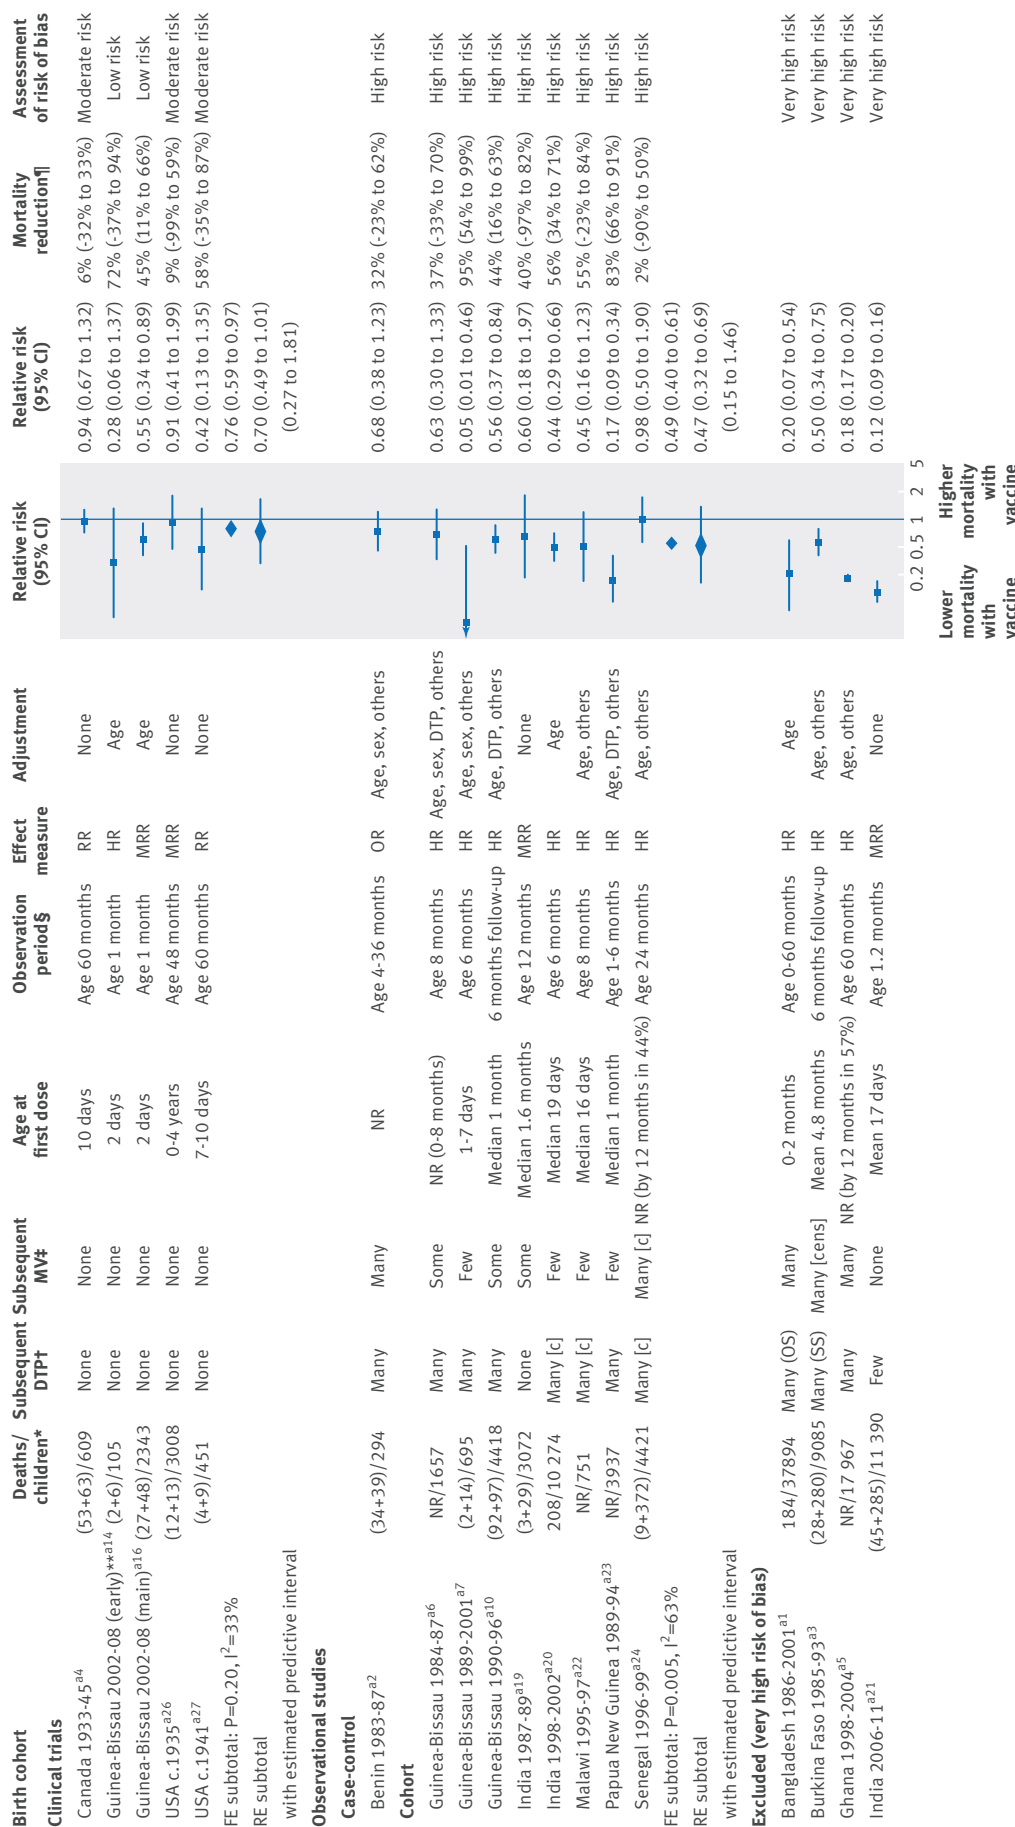 Birth cohort Deaths/ children* Subsequent DTP† Subsequent MV‡ Age at first dose Observation period§ Effect measure Adjustment Relative risk (95% CI) Relative risk (95% CI) Mortality reduction¶ Assessment of risk of bias
Clinical trials
Canada 1933-45a4 (53+63)/609 None None 10 days Age 60 months RR None 0.94 (0.67 to 1.32) 6% (-32% to 33%) Moderate risk
Guinea-Bissau 2002-08 (early)**a14 (2+6)/105 None None 2 days Age 1 month HR Age 0.28 (0.06 to 1.37) 72% (-37% to 94%) Low risk
Guinea-Bissau 2002-08 (main)a16 (27+48)/2343 None None 2 days Age 1 month MRR Age 0.55 (0.34 to 0.89) 45% (11% to 66%) Low risk
USA c.1935a26 (12+13)/3008 None None 0-4 years Age 48 months MRR None 0.91 (0.41 to 1.99) 9% (-99% to 59%) Moderate risk
USA c.1941a27 (4+9)/451 None None 7-10 days Age 60 months RR None 0.42 (0.13 to 1.35) 58% (-35% to 87%) Moderate risk
FE subtotal: P=0.20, I2=33% 0.76 (0.59 to 0.97)
RE subtotal 0.70 (0.49 to 1.01)
with estimated predictive interval (0.27 to 1.81)
Observational studies
Case-control
Benin 1983-87a2 (34+39)/294 Many Many NR Age 4-36 months OR Age, sex, others 0.68 (0.38 to 1.23) 32% (-23% to 62%) High risk
Cohort
Guinea-Bissau 1984-87a6 NR/1657 Many Some NR (0-8 months) Age 8 months HR Age, sex, DTP, others 0.63 (0.30 to 1.33) 37% (-33% to 70%) High risk
Guinea-Bissau 1989-2001a7 (2+14)/695 Many Few 1-7 days Age 6 months HR Age, sex, others 0.05 (0.01 to 0.46) 95% (54% to 99%) High risk
Guinea-Bissau 1990-96a10 (92+97)/4418 Many Some Median 1 month 6 months follow-up HR Age, DTP, others 0.56 (0.37 to 0.84) 44% (16% to 63%) High risk
India 1987-89a19 (3+29)/3072 None Some Median 1.6 months Age 12 months MRR None 0.60 (0.18 to 1.97) 40% (-97% to 82%) High risk
India 1998-2002a20 208/10 274 Many [c] Few Median 19 days Age 6 months HR Age 0.44 (0.29 to 0.66) 56% (34% to 71%) High risk
Malawi 1995-97a22 NR/751 Many [c] Few Median 16 days Age 8 months HR Age, others 0.45 (0.16 to 1.23) 55% (-23% to 84%) High risk
Papua New Guinea 1989-94a23 NR/3937 Many Few Median 1 month Age 1-6 months HR Age, DTP, others 0.17 (0.09 to 0.34) 83% (66% to 91%) High risk
Senegal 1996-99a24 (9+372)/4421 Many [c] Many [c] NR (by 12 months in 44%) Age 24 months HR Age, others 0.98 (0.50 to 1.90) 2% (-90% to 50%) High risk
FE subtotal: P=0.005, I2=63% 0.49 (0.40 to 0.61)
RE subtotal 0.47 (0.32 to 0.69)
with estimated predictive interval (0.15 to 1.46)
Excluded (very high risk of bias)
Bangladesh 1986-2001a1 184/37894 Many (OS) Many 0-2 months Age 0-60 months HR Age 0.20 (0.07 to 0.54) Very high risk
Burkina Faso 1985-93a3 (28+280)/9085 Many (SS) Many [cens] Mean 4.8 months 6 months follow-up HR Age, others 0.50 (0.34 to 0.75) Very high risk
Ghana 1998-2004a5 NR/17 967 Many Many NR (by 12 months in 57%) Age 60 months HR Age, others 0.18 (0.17 to 0.20) Very high risk
India 2006-11a21 (45+285)/11 390 Few None Mean 17 days Age 1.2 months MRR None 0.12 (0.09 to 0.16) Very high risk
0.2 0.5 1 2 5
Lower mortality with vaccine Higher mortality with vaccine